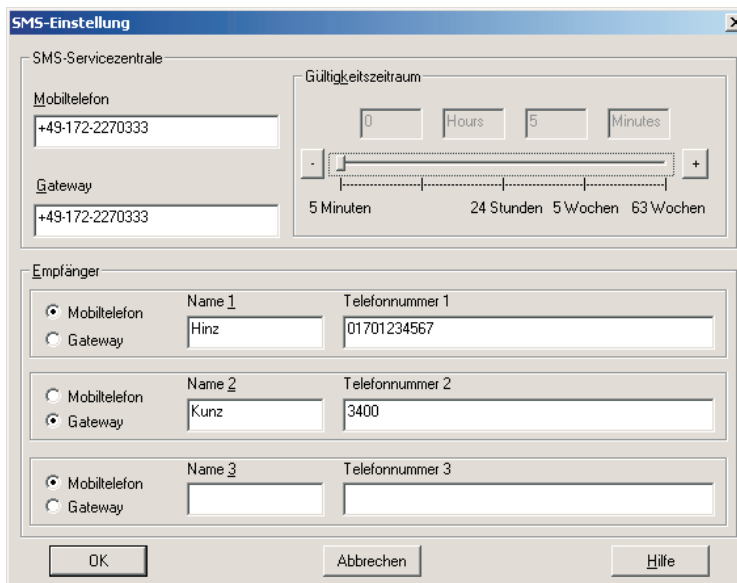 SMS-Einstellung
SMS-Servicezentrale
Mobiltelefon
+49-172-2270333
Gateway
+49-172-2270333
Gültigkeitszeitraum
0 Hours 5 Minutes
- +
5 Minuten 24 Stunden 5 Wochen 63 Wochen
Empfänger
Mobiltelefon
Gateway
Name 1
Hinz
Telefonnummer 1
01701234567
Mobiltelefon
Gateway
Name 2
Kunz
Telefonnummer 2
3400
Mobiltelefon
Gateway
Name 3
Telefonnummer 3
OK Abbrechen Hilfe